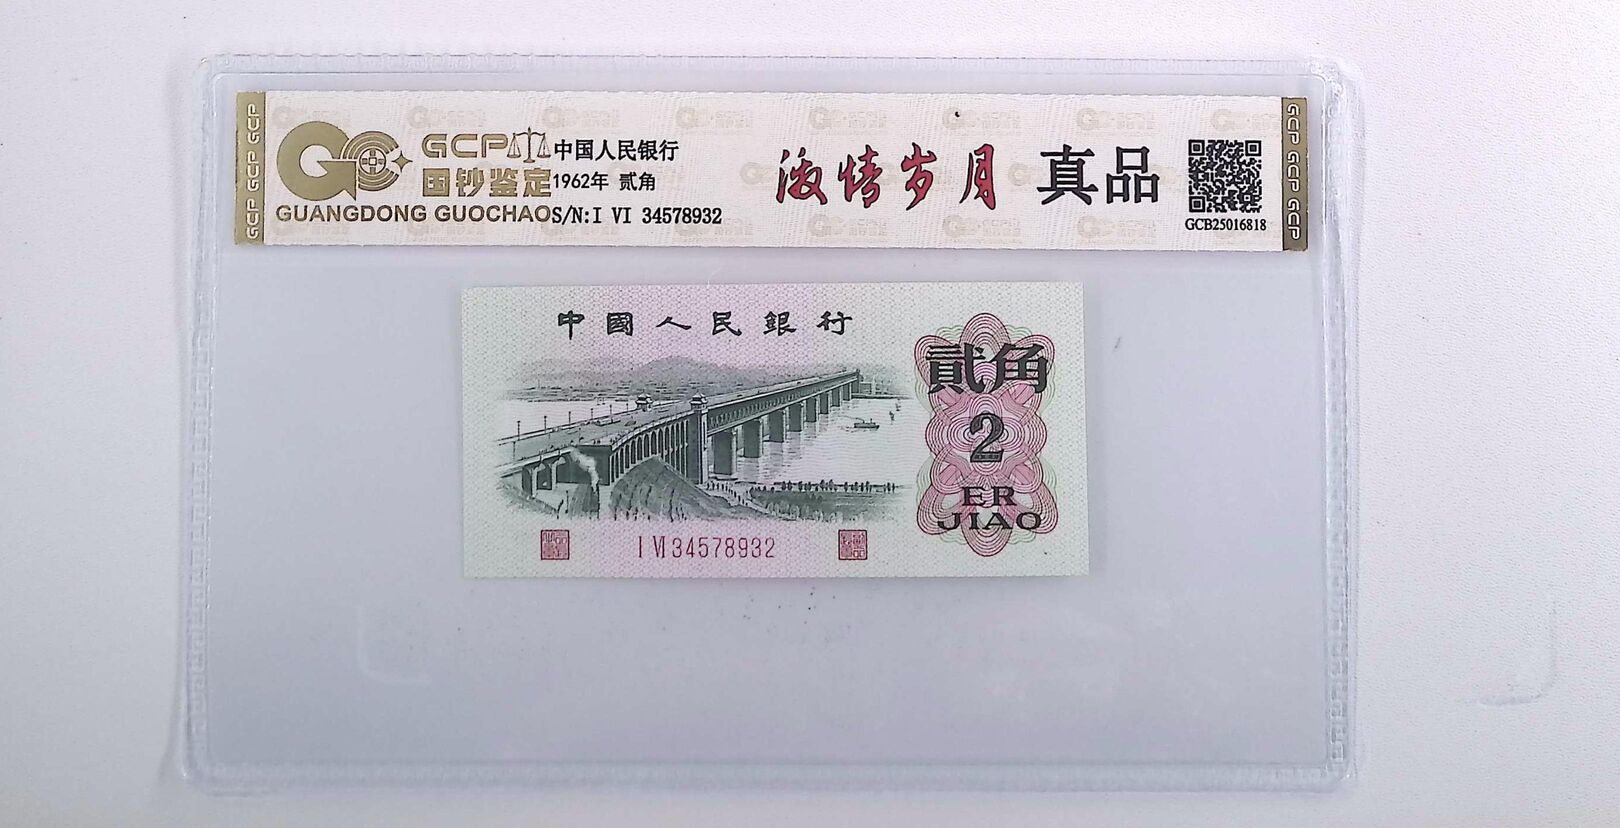 GCP GCP GCP
GCP
国钞鉴定
GUANGDONG GUOCHAO
中国人民银行
1962年 贰角
S/N:I VI 34578932
激情岁月
真品
GCB25016818
GCP GCP GCP
中國人民銀行
貳角
2
ER
JIAO
I VI 34578932